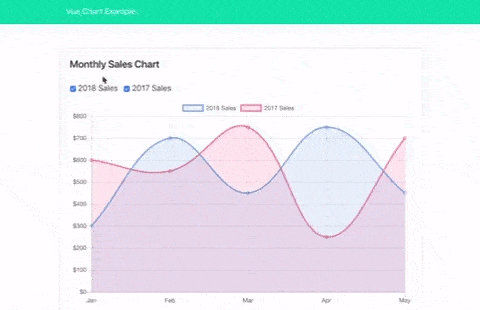 Vue Chart Example
Monthly Sales Chart
2018 Sales 2017 Sales
2018 Sales 2017 Sales
$800
$700
$600
$500
$400
$300
$200
$100
$0
Jan Feb Mar Apr May